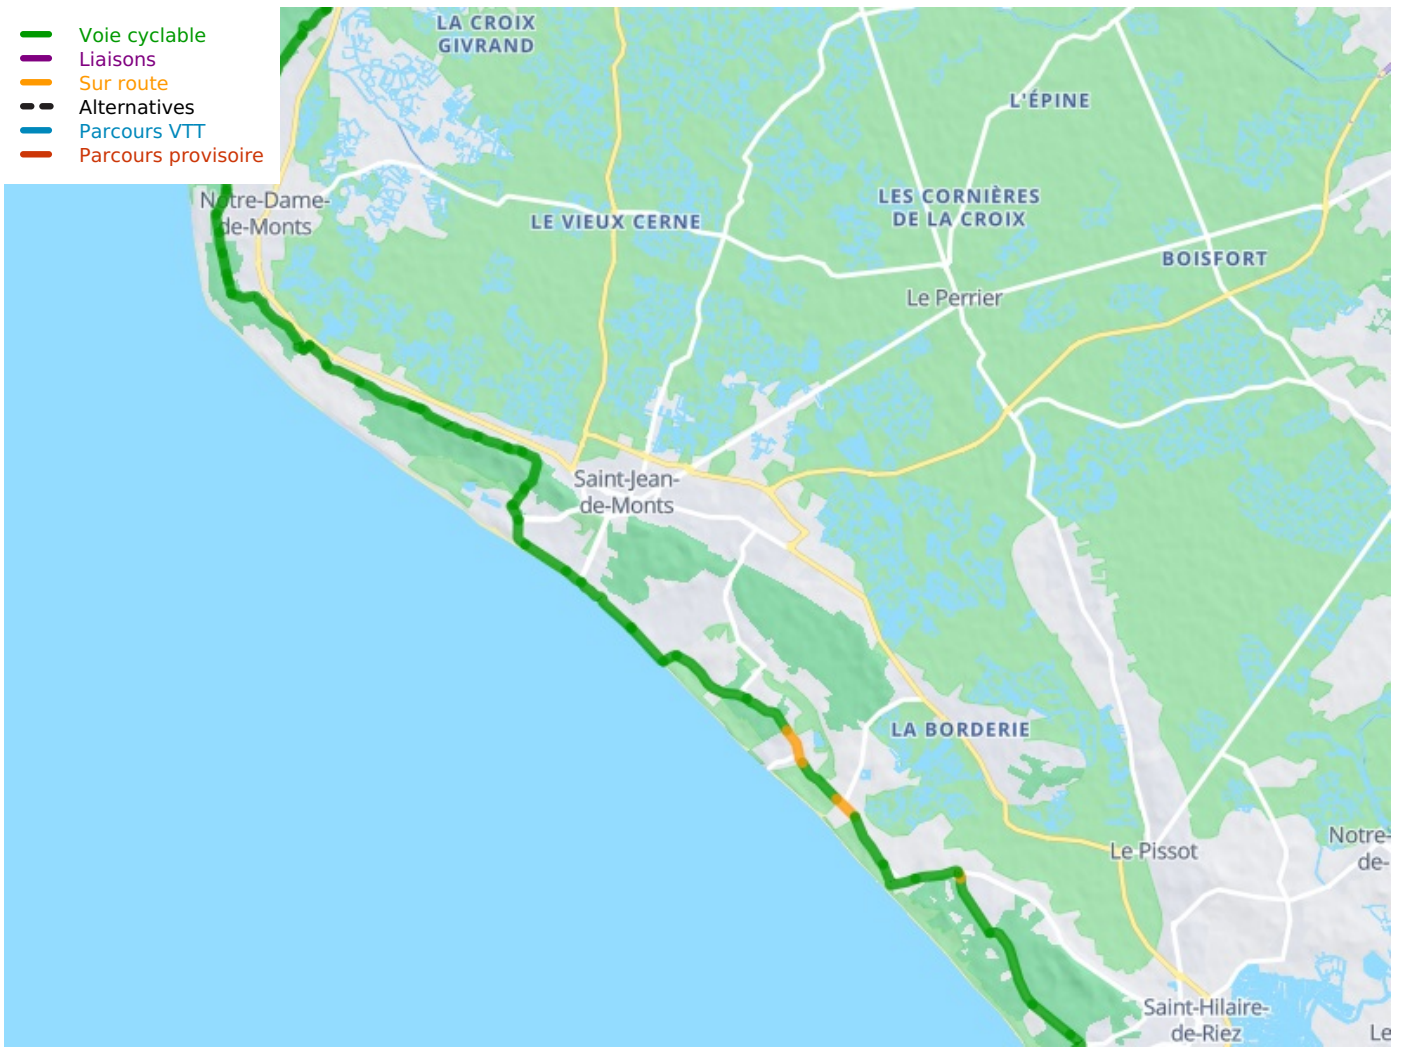 Voie cyclable
Liaisons
Sur route
Alternatives
Parcours VTT
Parcours provisoire
LA CROIX
GIVRAND
L'ÉPINE
Notre-Dame-
de-Monts
LE VIEUX CERNE
LES CORNIÈRES
DE LA CROIX
BOISFORT
Le Perrier
Saint-Jean-
de-Monts
LA BORDERIE
Le Pissot
Notre-
de-
Saint-Hilaire-
de-Riez
Le